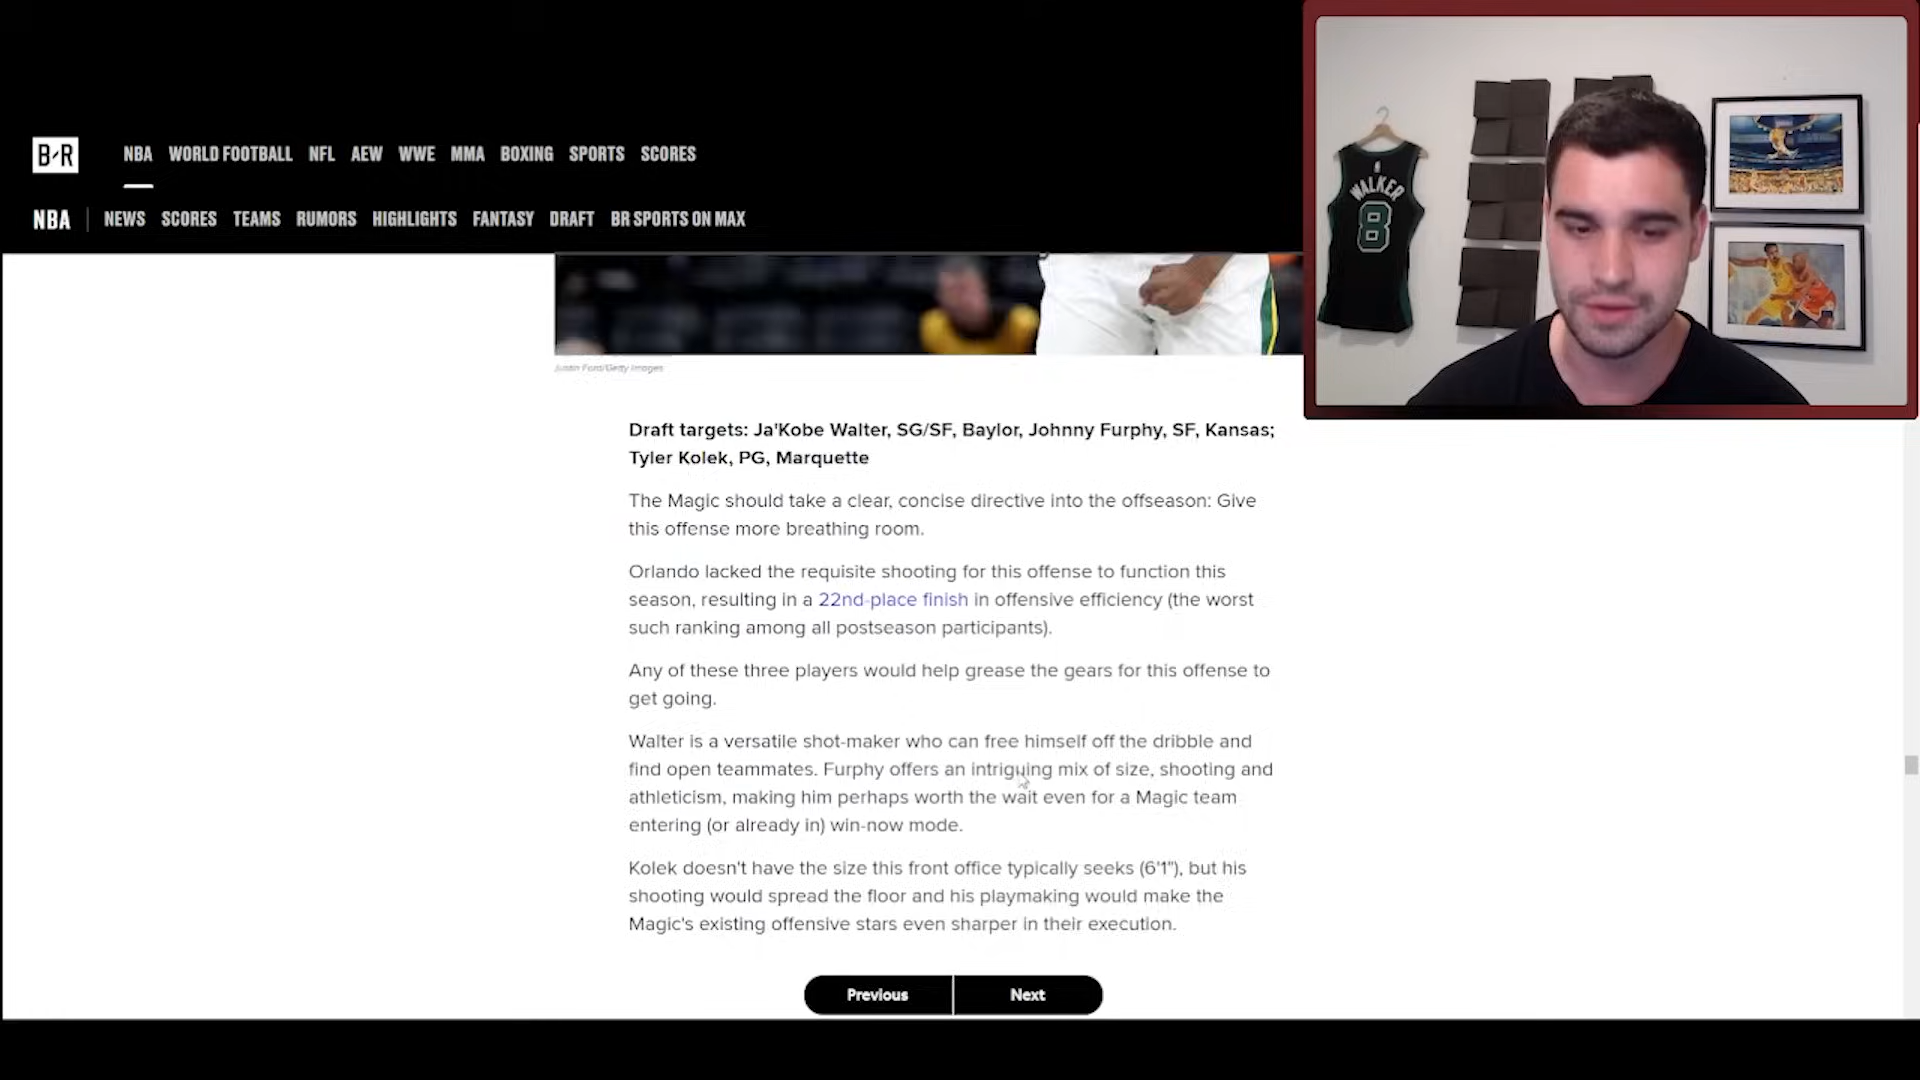 B/R
NBA WORLD FOOTBALL NFL AEW WWE MMA BOXING SPORTS SCORES
NBA NEWS SCORES TEAMS RUMORS HIGHLIGHTS FANTASY DRAFT BR SPORTS ON MAX
WALKER
8
Justin Ford/Getty Images
Draft targets: Ja'Kobe Walter, SG/SF, Baylor, Johnny Furphy, SF, Kansas;
Tyler Kolek, PG, Marquette
The Magic should take a clear, concise directive into the offseason: Give
this offense more breathing room.
Orlando lacked the requisite shooting for this offense to function this
season, resulting in a 22nd-place finish in offensive efficiency (the worst
such ranking among all postseason participants).
Any of these three players would help grease the gears for this offense to
get going.
Walter is a versatile shot-maker who can free himself off the dribble and
find open teammates. Furphy offers an intriguing mix of size, shooting and
athleticism, making him perhaps worth the wait even for a Magic team
entering (or already in) win-now mode.
Kolek doesn't have the size this front office typically seeks (6'1"), but his
shooting would spread the floor and his playmaking would make the
Magic's existing offensive stars even sharper in their execution.
Previous Next